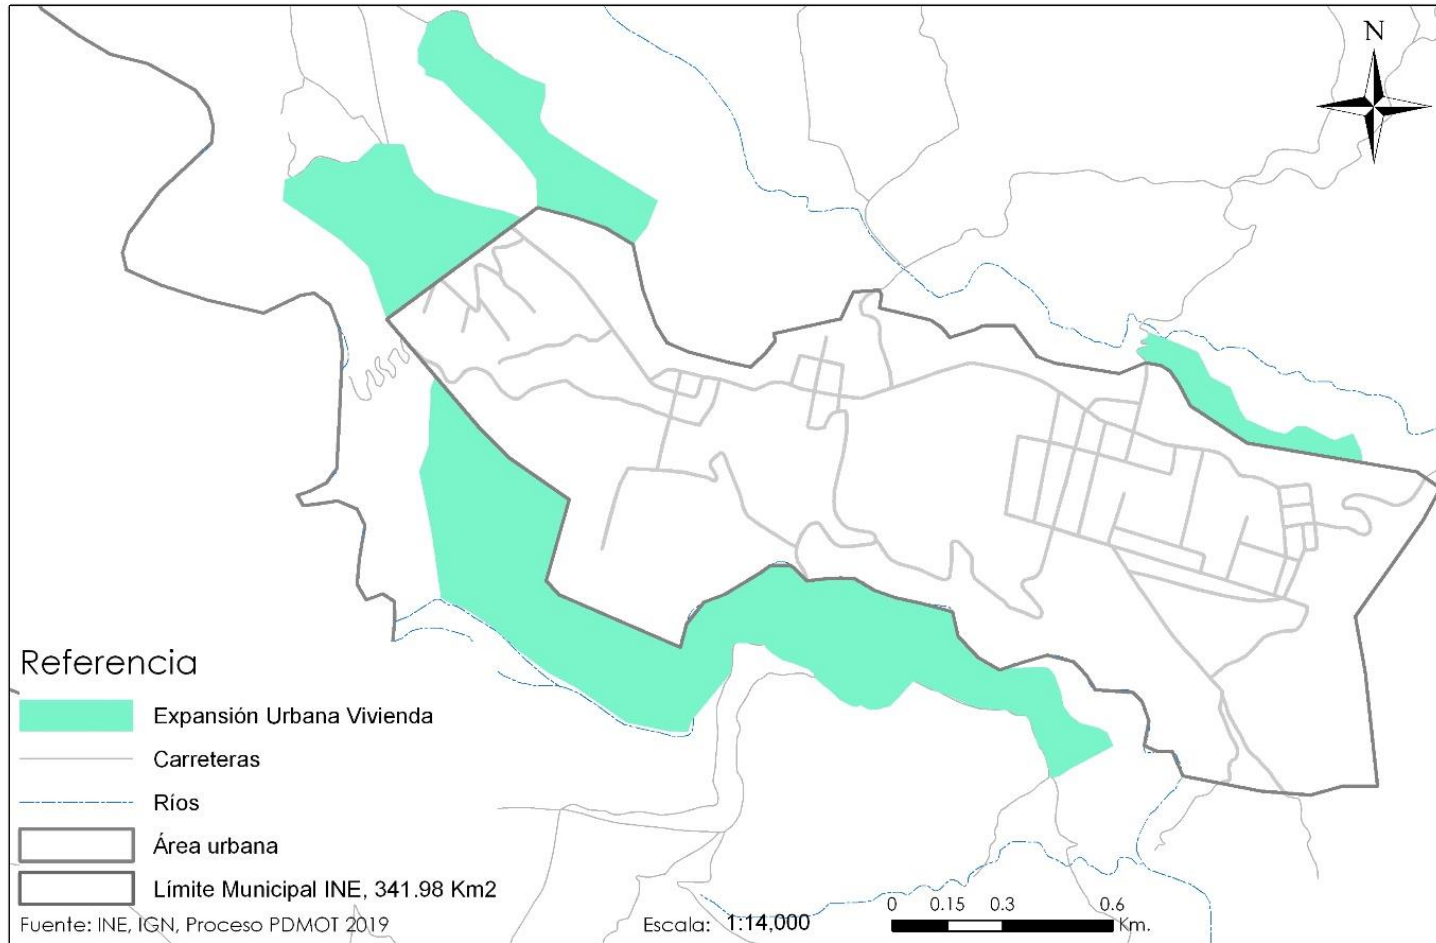 N
Referencia
Expansión Urbana Vivienda
Carreteras
Ríos
Área urbana
Límite Municipal INE, 341.98 Km2
Fuente: INE, IGN, Proceso PDMOT 2019
Escala: 1:14,000
0 0.15 0.3 0.6
Km.